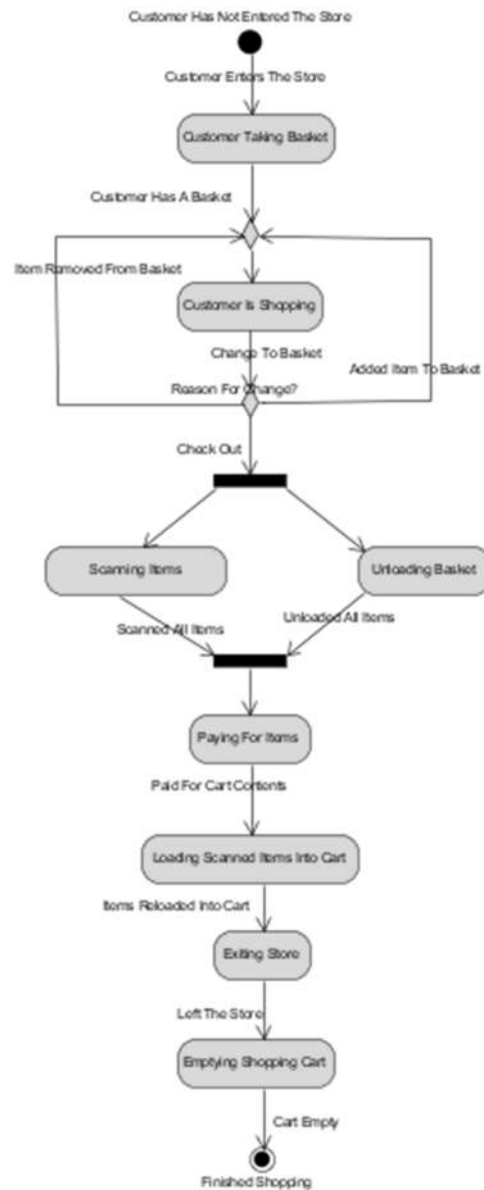 Customer Has Not Entered The Store
Customer Enters The Store
Customer Taking Basket
Customer Has A Basket
Item Removed From Basket
Customer Is Shopping
Change To Basket
Added Item To Basket
Reason For Change?
Check Out
Scanning Items
Unloading Basket
Scanned All Items
Unloaded All Items
Paying For Items
Paid For Cart Contents
Loading Scanned Items Into Cart
Items Reloaded Into Cart
Exiting Store
Left The Store
Emptying Shopping Cart
Cart Empty
Finished Shopping